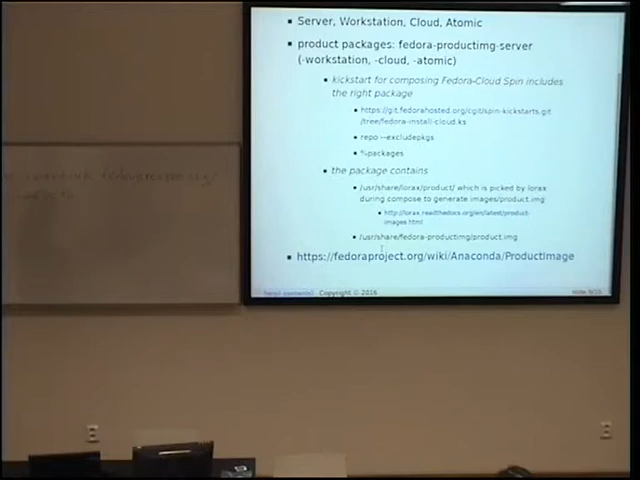 Server, Workstation, Cloud, Atomic
product packages: fedora-productimg-server
(-workstation, -cloud, -atomic)
kickstart for composing Fedora-Cloud Spin includes
the right package
https://git.fedorahosted.org/cgit/spin-kickstarts.git
/tree/fedora-install-cloud.ks
repo --excludepkgs
%packages
the package contains
/usr/share/lorax/product/ which is picked by lorax
during compose to generate images/product.img
http://lorax.readthedocs.org/en/latest/product-
images.html
/usr/share/fedora-productimg/product.img
https://fedoraproject.org/wiki/Anaconda/ProductImage
Copyright © 2016